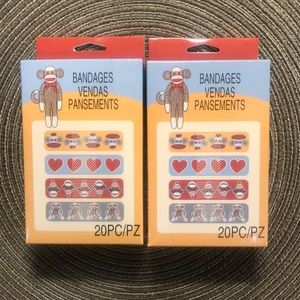 BANDAGES
VENDAS
PANSEMENTS
20PC/PZ
BANDAGES
VENDAS
PANSEMENTS
20PC/PZ